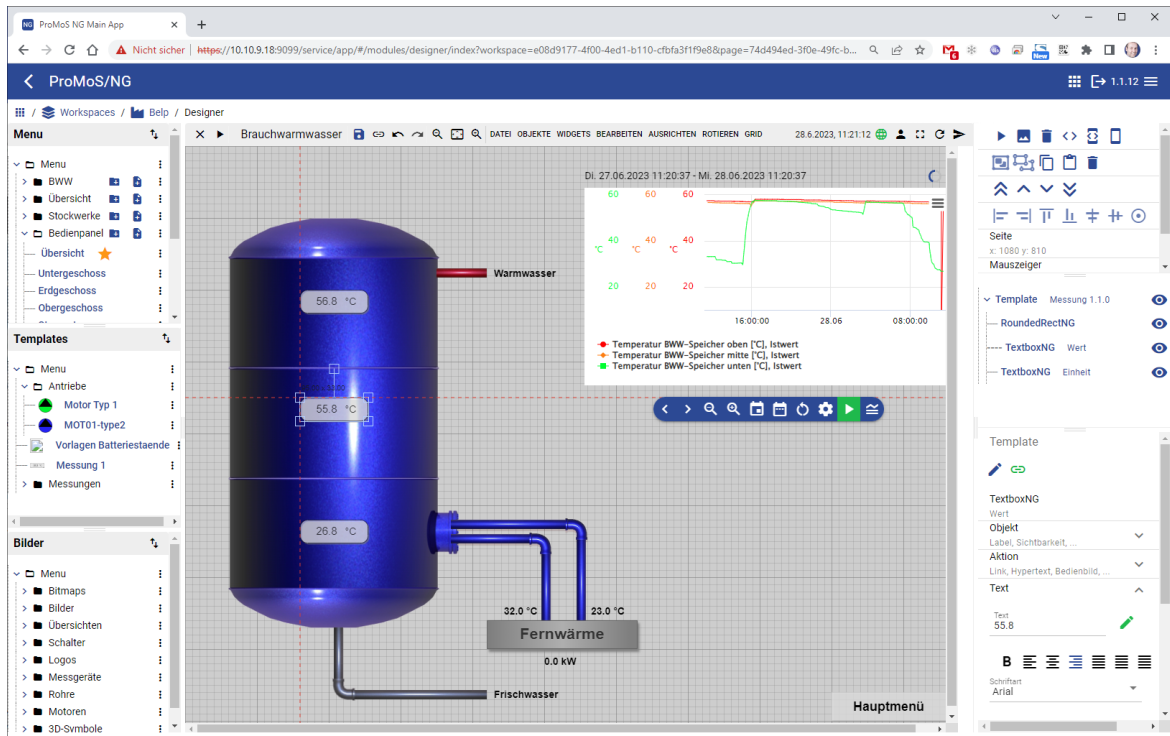 NG ProMoS NG Main App
Nicht sicher | https://10.10.9.18:9099/service/app/#/modules/designer/index?workspace=e08d9177-4f00-4ed1-b110-cfbfa3f1f9e8&page=74d494ed-3f0e-49fc-b...
6
New
ProMoS/NG
1.1.12
/ Workspaces / Belp / Designer
Menu
Menu
BWW
Übersicht
Stockwerke
Bedienpanel
Übersicht
Untergeschoss
Erdgeschoss
Obergeschoss
Templates
Menu
Antriebe
Motor Typ 1
MOT01-type2
Vorlagen Batteriestaende
Messung 1
Messungen
Bilder
Menu
Bitmaps
Bilder
Übersichten
Schalter
Logos
Messgeräte
Rohre
Motoren
3D-Symbole
Brauchwarmwasser DATEI OBJEKTE WIDGETS BEARBEITEN AUSRICHTEN ROTIEREN GRID 28.6.2023, 11:21:12
Di. 27.06.2023 11:20:37 - Mi. 28.06.2023 11:20:37
60 60 60
40 40 40
°C °C °C
20 20 20
16:00:00 28.06 08:00:00
Temperatur BWW-Speicher oben [°C], Istwert
Temperatur BWW-Speicher mitte [°C], Istwert
Temperatur BWW-Speicher unten [°C], Istwert
Warmwasser
56.8 °C
55.8 °C
26.8 °C
32.0 °C 23.0 °C
Fernwärme
0.0 kW
Frischwasser
Hauptmenü
Seite
x: 1080 y: 810
Mauszeiger
Template Messung 1.1.0
RoundedRectNG
TextboxNG Wert
TextboxNG Einheit
Template
TextboxNG
Wert
Objekt
Label, Sichtbarkeit, ...
Aktion
Link, Hypertext, Bedienbild, ...
Text
Text
55.8
B
Schriftart
Arial